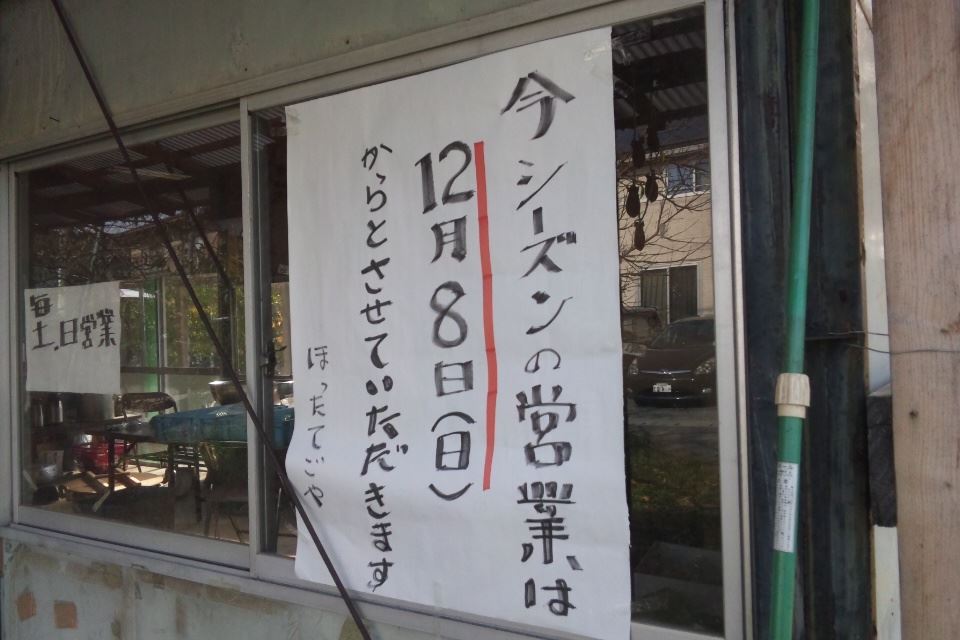 今シーズンの営業、は
12月8日(日)
からとさせていただきます
ほったてごや
毎
土、日営業